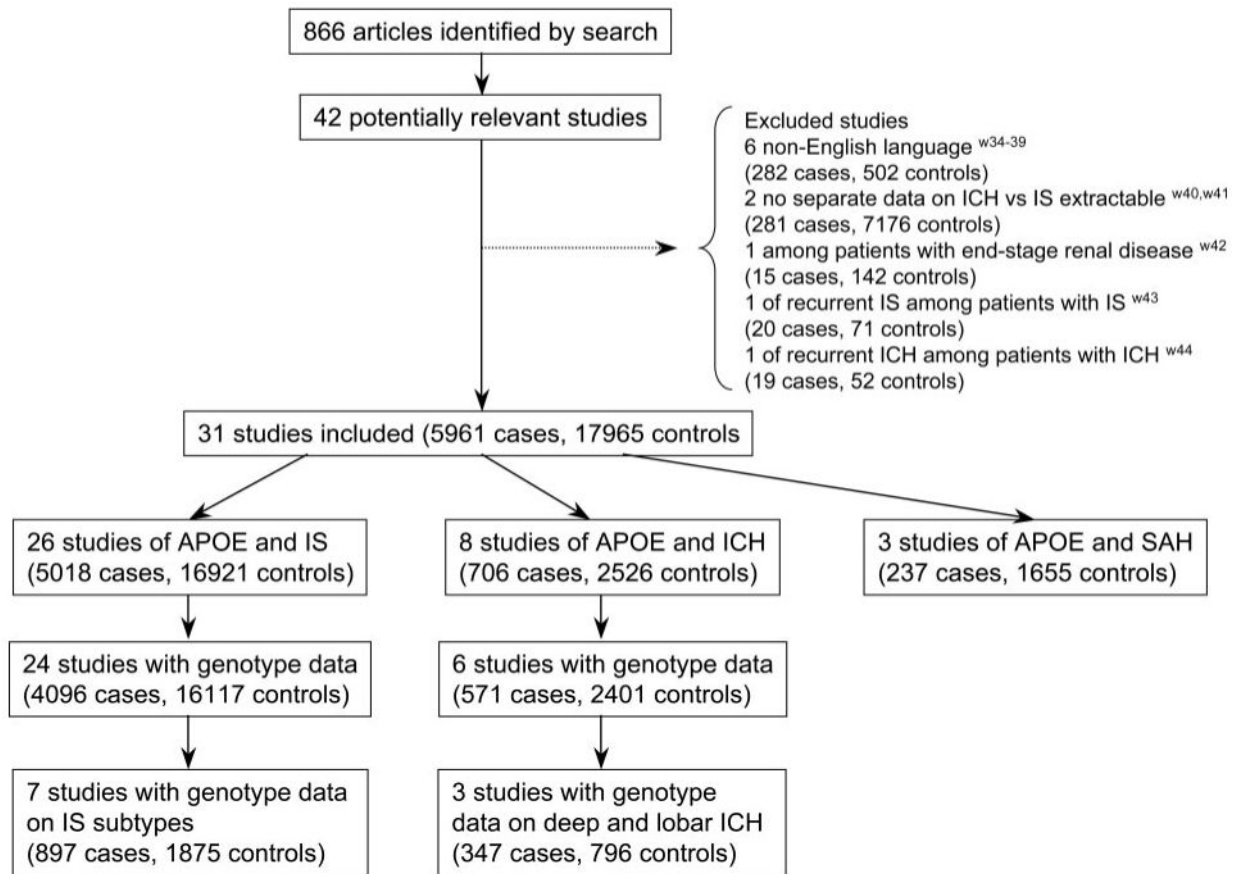 866 articles identified by search
42 potentially relevant studies
Excluded studies
6 non-English language w34-39
(282 cases, 502 controls)
2 no separate data on ICH vs IS extractable w40,w41
(281 cases, 7176 controls)
1 among patients with end-stage renal disease w42
(15 cases, 142 controls)
1 of recurrent IS among patients with IS w43
(20 cases, 71 controls)
1 of recurrent ICH among patients with ICH w44
(19 cases, 52 controls)
31 studies included (5961 cases, 17965 controls
26 studies of APOE and IS
(5018 cases, 16921 controls)
8 studies of APOE and ICH
(706 cases, 2526 controls)
3 studies of APOE and SAH
(237 cases, 1655 controls)
24 studies with genotype data
(4096 cases, 16117 controls)
6 studies with genotype data
(571 cases, 2401 controls)
7 studies with genotype data
on IS subtypes
(897 cases, 1875 controls)
3 studies with genotype
data on deep and lobar ICH
(347 cases, 796 controls)